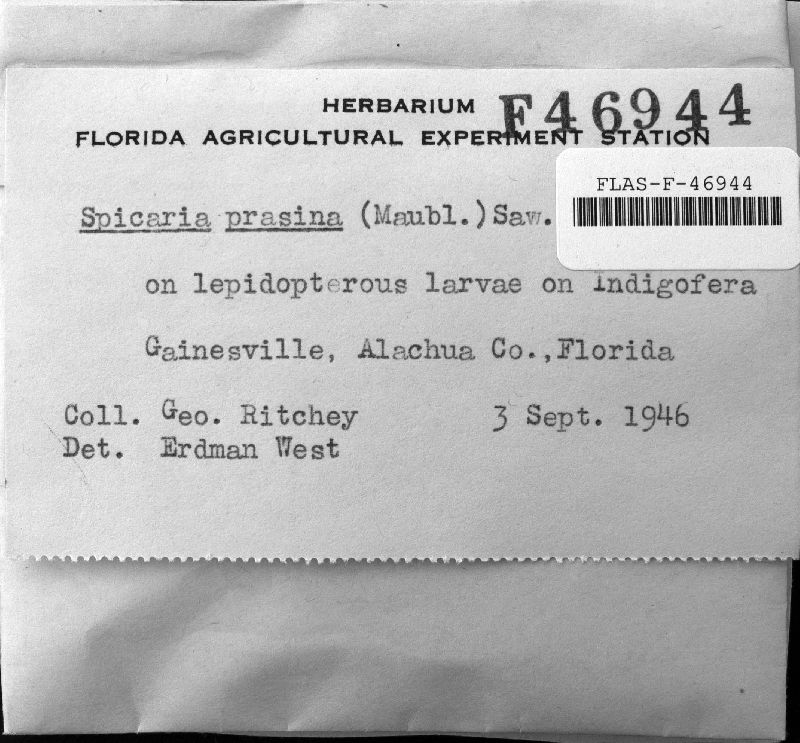 HERBARIUM F46944
FLORIDA AGRICULTURAL EXPERIMENT STATION
FLAS-F-46944
Spicaria prasina (Maubl.) Saw.
on lepidopterous larvae on Indigofera
Gainesville, Alachua Co., Florida
Coll. Geo. Ritchey 3 Sept. 1946
Det. Erdman West